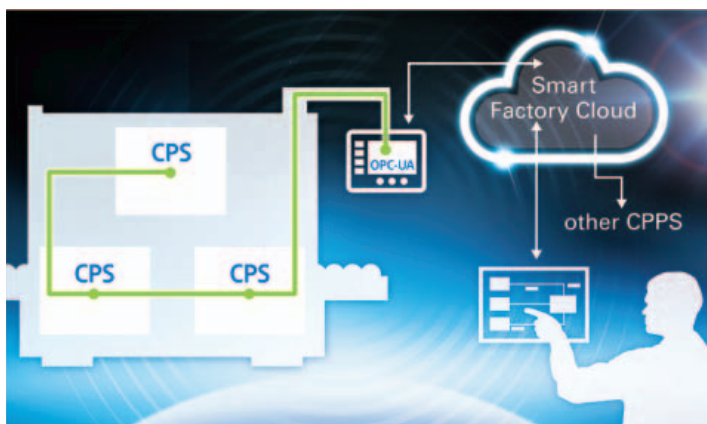 CPS
CPS
CPS
OPC-UA
Smart
Factory Cloud
other CPPS